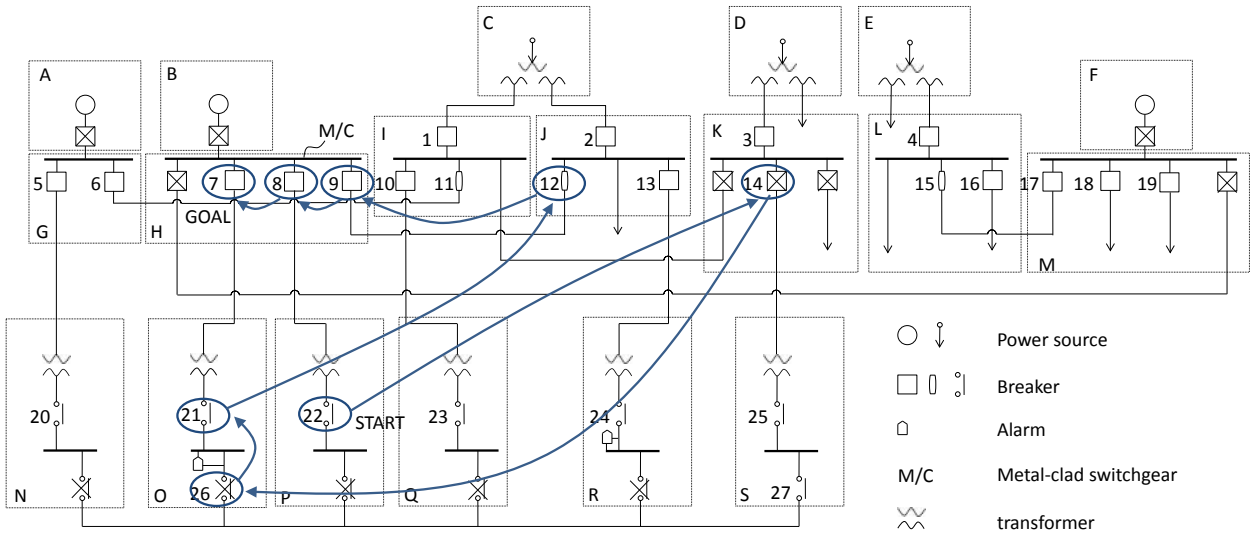 C
D
E
A
B
F
M/C
I
1
J
2
K
3
L
4
5
6
7
8
9
10
11
12
13
14
15
16
17
18
19
GOAL
G
H
M
Power source
20
21
22
START
23
24
25
Breaker
Alarm
N
O
26
P
Q
R
S
27
M/C
Metal-clad switchgear
transformer